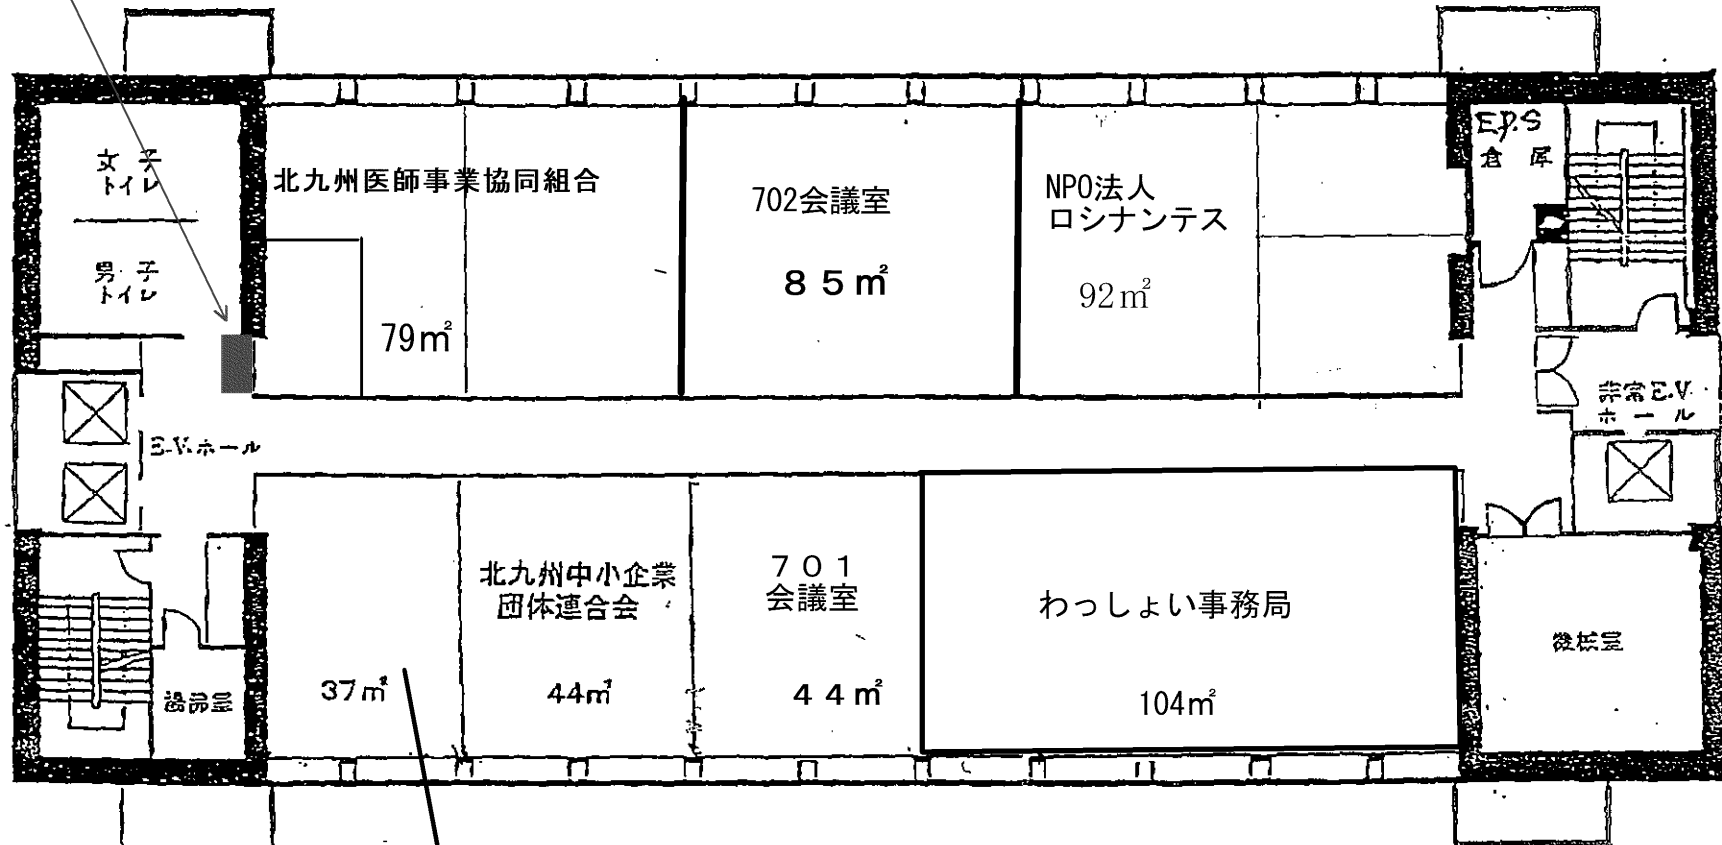 女子
トイレ
男子
トイレ
北九州医師事業協同組合
79㎡
702会議室
85㎡
NPO法人
ロシナンテス
92㎡
E.P.S
倉庫
E.V.ホール
非常E.V.
ホール
37㎡
北九州中小企業
団体連合会
44㎡
701
会議室
44㎡
わっしょい事務局
104㎡
機械室